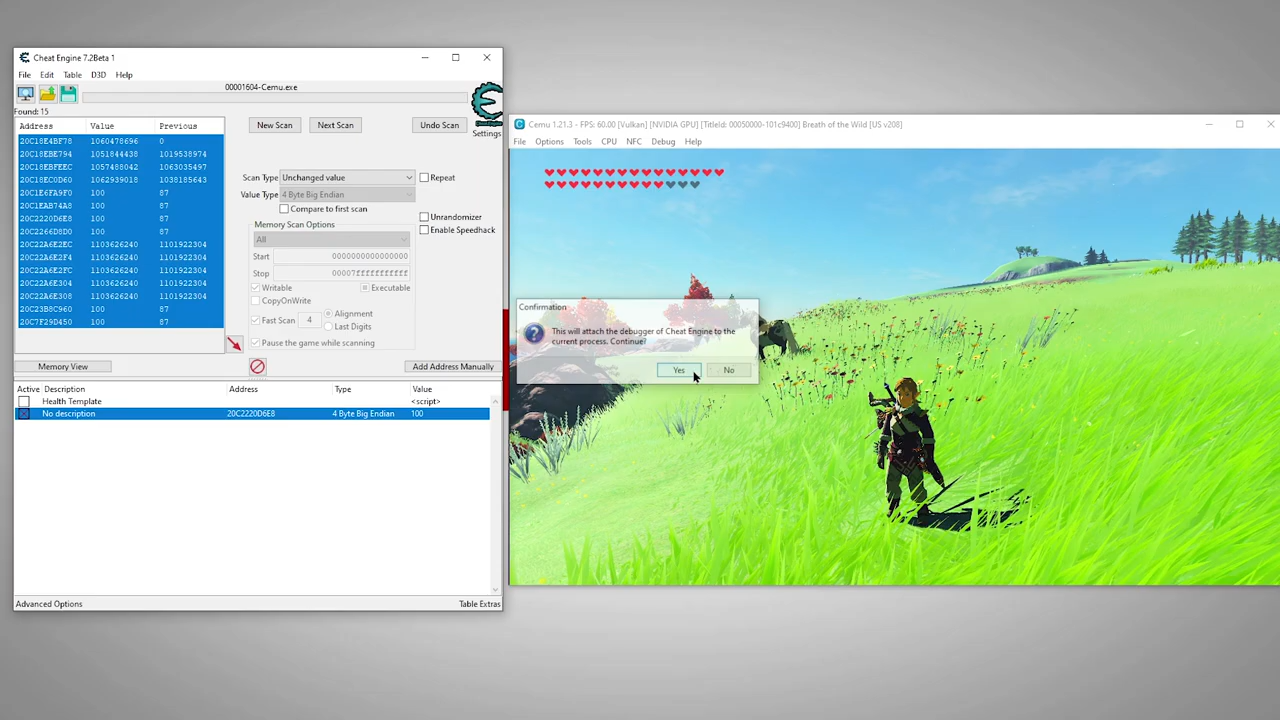 Cheat Engine 7.2Beta 1
File Edit Table D3D Help
00001604-Cemu.exe
Found: 15
Address Value Previous
20C18E4BF78 1060478696 0
20C18EBE794 1051844438 1019538974
20C18EBFEEC 1057488042 1063035497
20C18EC0D60 1062939018 1038185643
20C1E6FA9F0 100 87
20C1EAB74A8 100 87
20C2220D6E8 100 87
20C2266D8D0 100 87
20C22A6E2EC 1103626240 1101922304
20C22A6E2F4 1103626240 1101922304
20C22A6E2FC 1103626240 1101922304
20C22A6E304 1103626240 1101922304
20C22A6E308 1103626240 1101922304
20C23B8C960 100 87
20C7F29D450 100 87
New Scan Next Scan Undo Scan
Settings
Scan Type Unchanged value Repeat
Value Type 4 Byte Big Endian
Compare to first scan
Memory Scan Options
All
Start 0000000000000000
Stop 00007fffffffffff
Writable Executable
CopyOnWrite
Fast Scan 4 Alignment
Last Digits
Pause the game while scanning
Unrandomizer
Enable Speedhack
Memory View Add Address Manually
Active Description Address Type Value
Health Template <script>
No description 20C2220D6E8 4 Byte Big Endian 100
Advanced Options Table Extras
Cemu 1.21.3 - FPS: 60.00 [Vulkan] [NVIDIA GPU] [TitleId: 00050000-101c9400] Breath of the Wild [US v208]
File Options Tools CPU NFC Debug Help
Confirmation
This will attach the debugger of Cheat Engine to the
current process. Continue?
Yes No